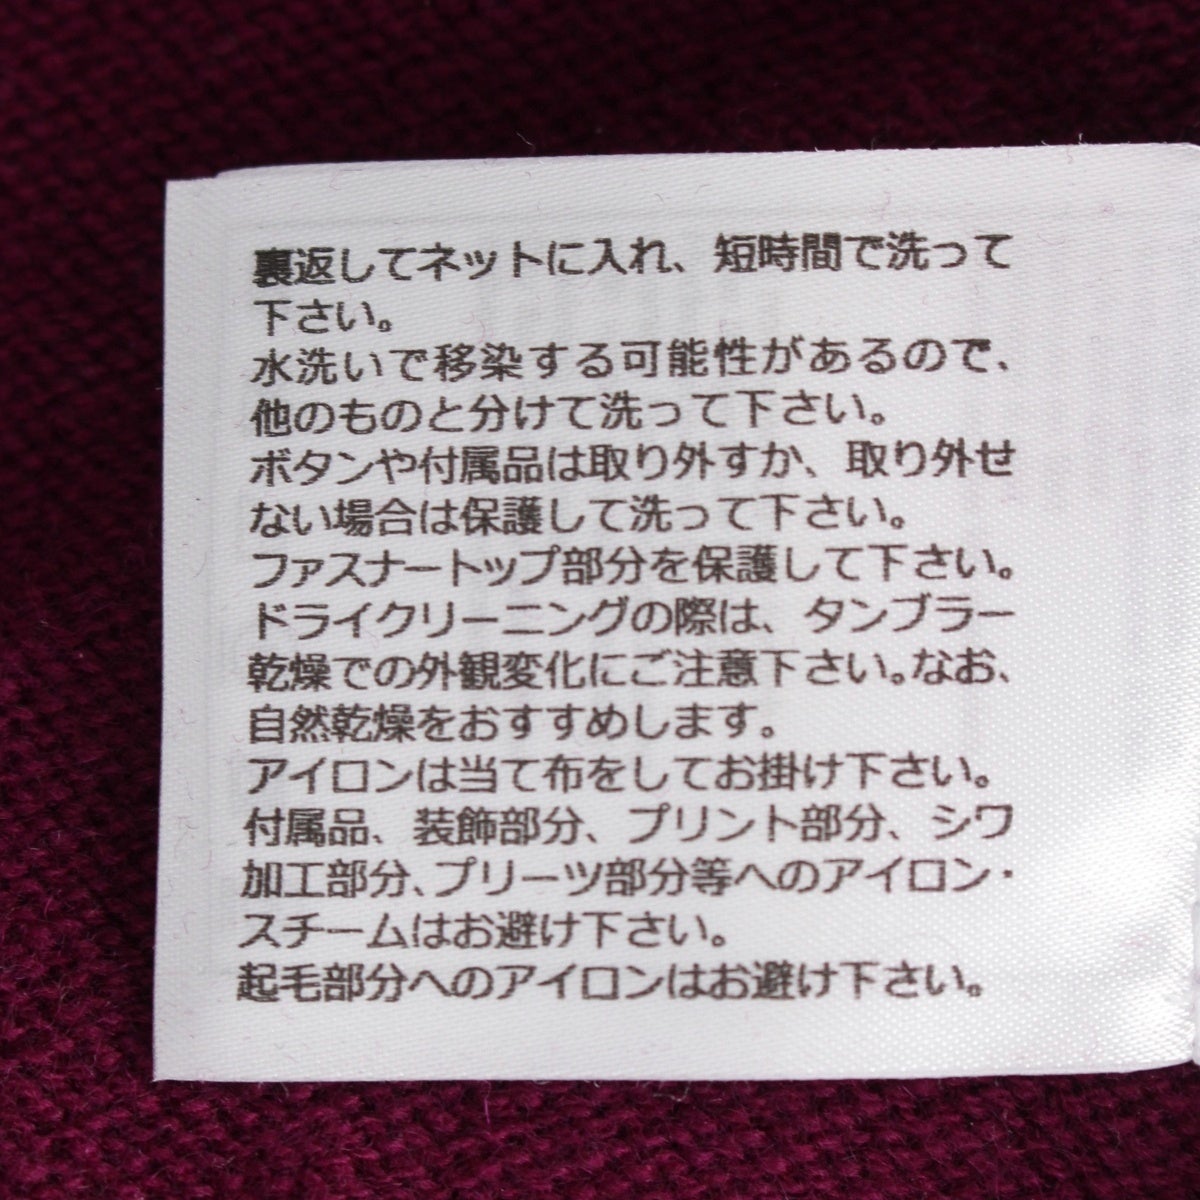 裏返してネットに入れ、短時間で洗って
下さい。
水洗いで移染する可能性があるので、
他のものと分けて洗って下さい。
ボタンや付属品は取り外すか、取り外せ
ない場合は保護して洗って下さい。
ファスナートップ部分を保護して下さい。
ドライクリーニングの際は、タンブラー
乾燥での外観変化にご注意下さい。なお、
自然乾燥をおすすめします。
アイロンは当て布をしてお掛け下さい。
付属品、装飾部分、プリント部分、シワ
加工部分、プリーツ部分等へのアイロン・
スチームはお避け下さい。
起毛部分へのアイロンはお避け下さい。